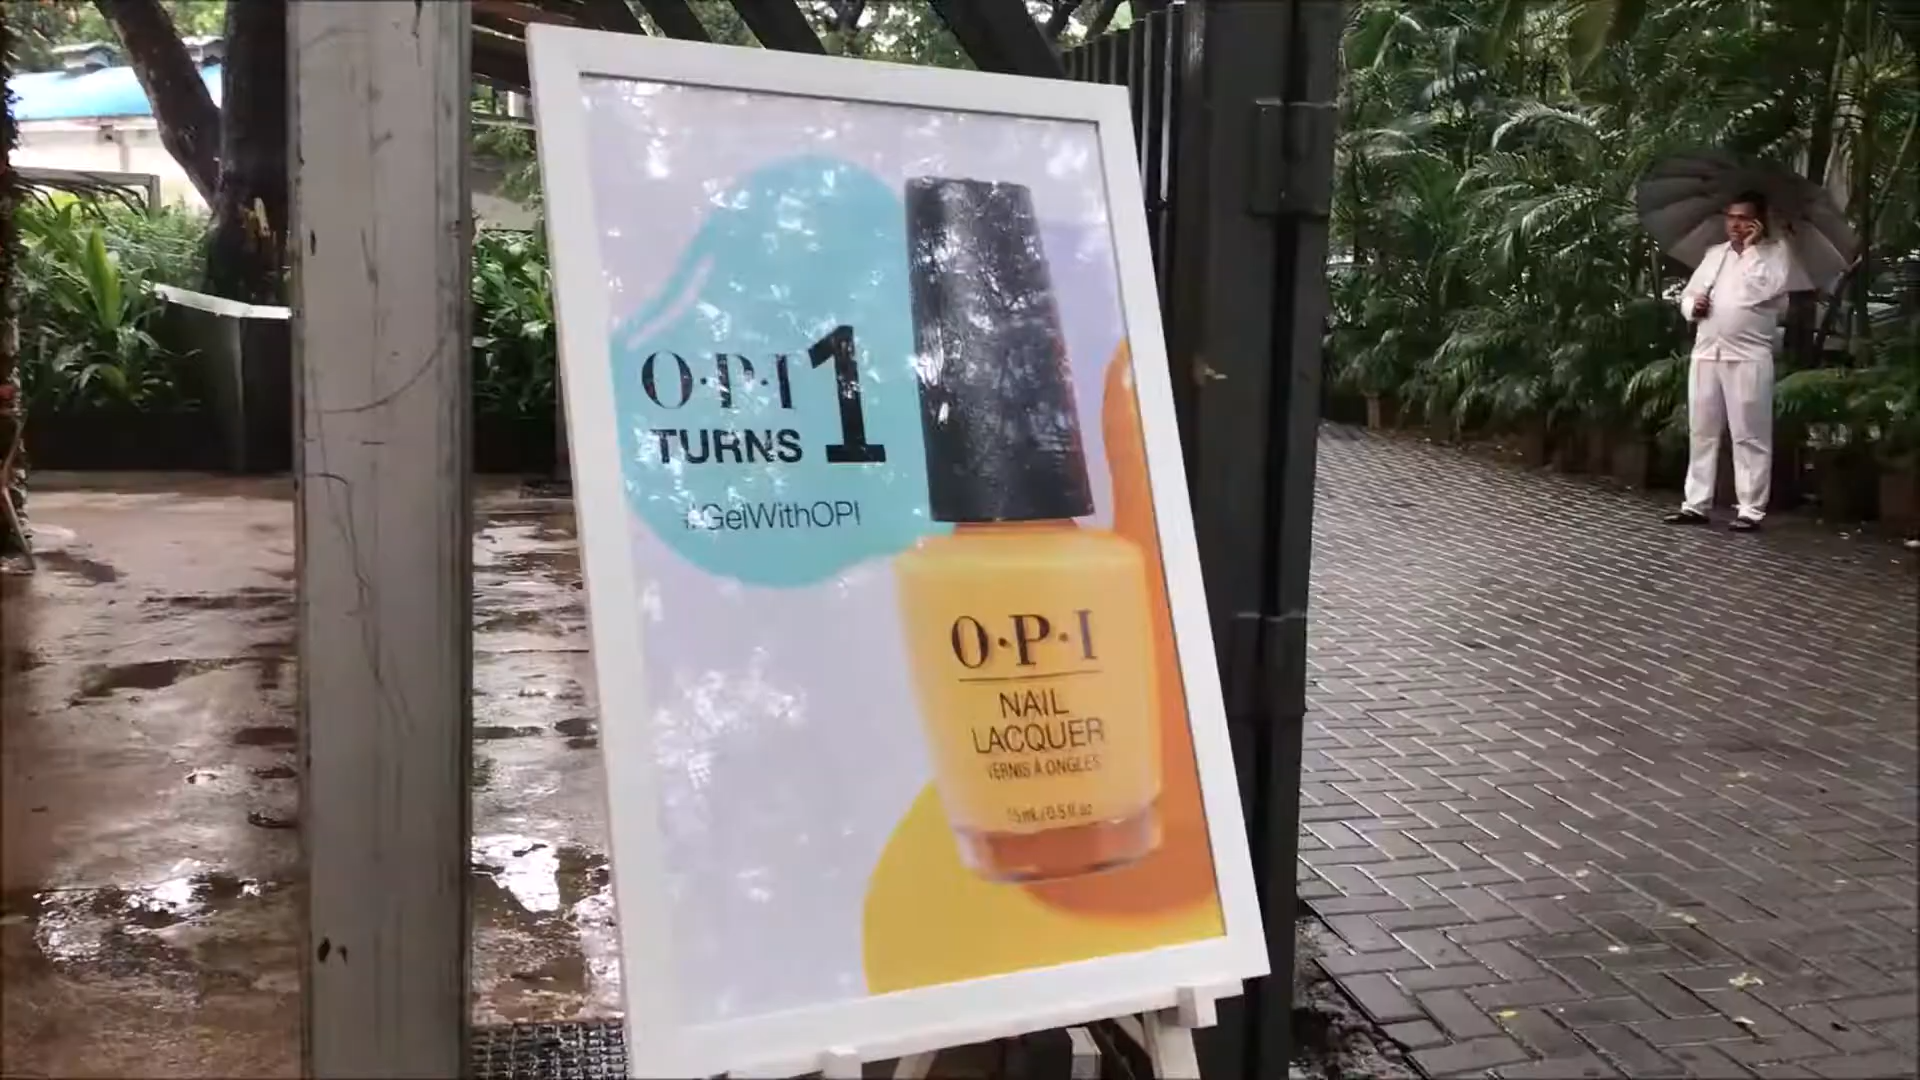 O·P·I 1
TURNS
#GelWithOPI
O·P·I
NAIL
LACQUER
VERNIS À ONGLES
15 mL / 0.5 fl. oz